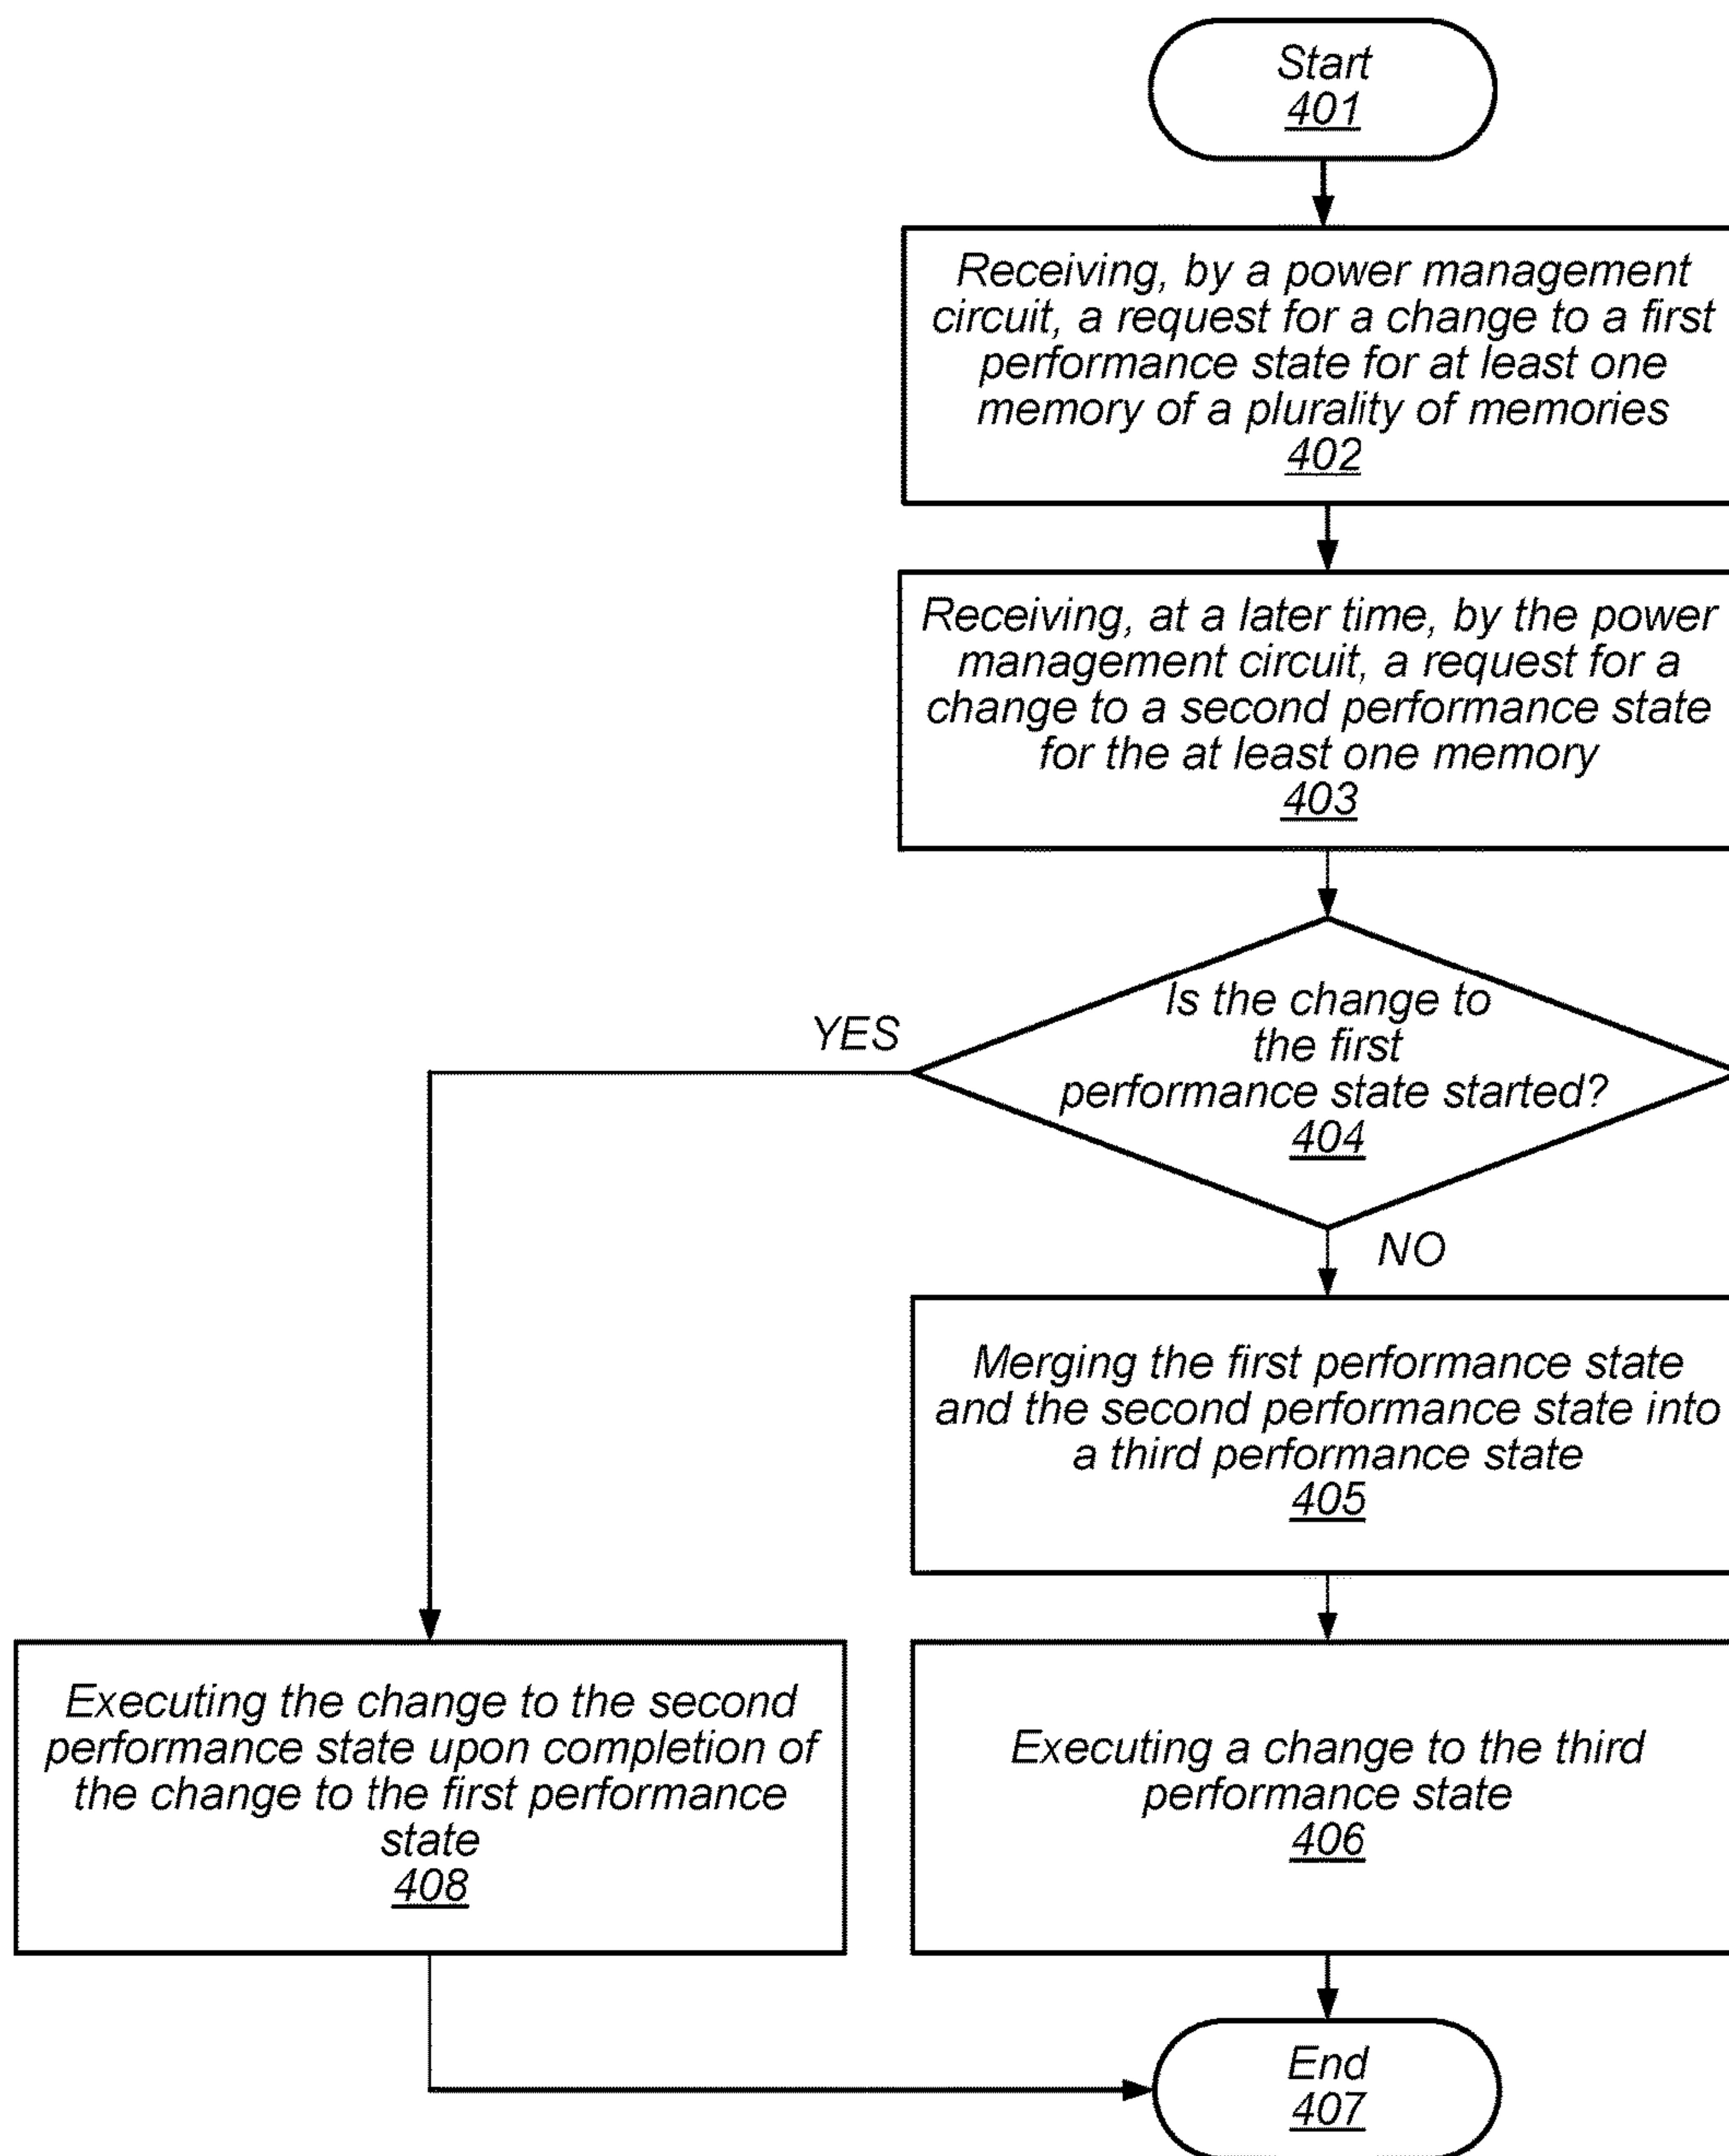 Start
401
Receiving, by a power management
circuit, a request for a change to a first
performance state for at least one
memory of a plurality of memories
402
Receiving, at a later time, by the power
management circuit, a request for a
change to a second performance state
for the at least one memory
403
Is the change to
the first
performance state started?
404
YES
NO
Merging the first performance state
and the second performance state into
a third performance state
405
Executing the change to the second
performance state upon completion of
the change to the first performance
state
408
Executing a change to the third
performance state
406
End
407